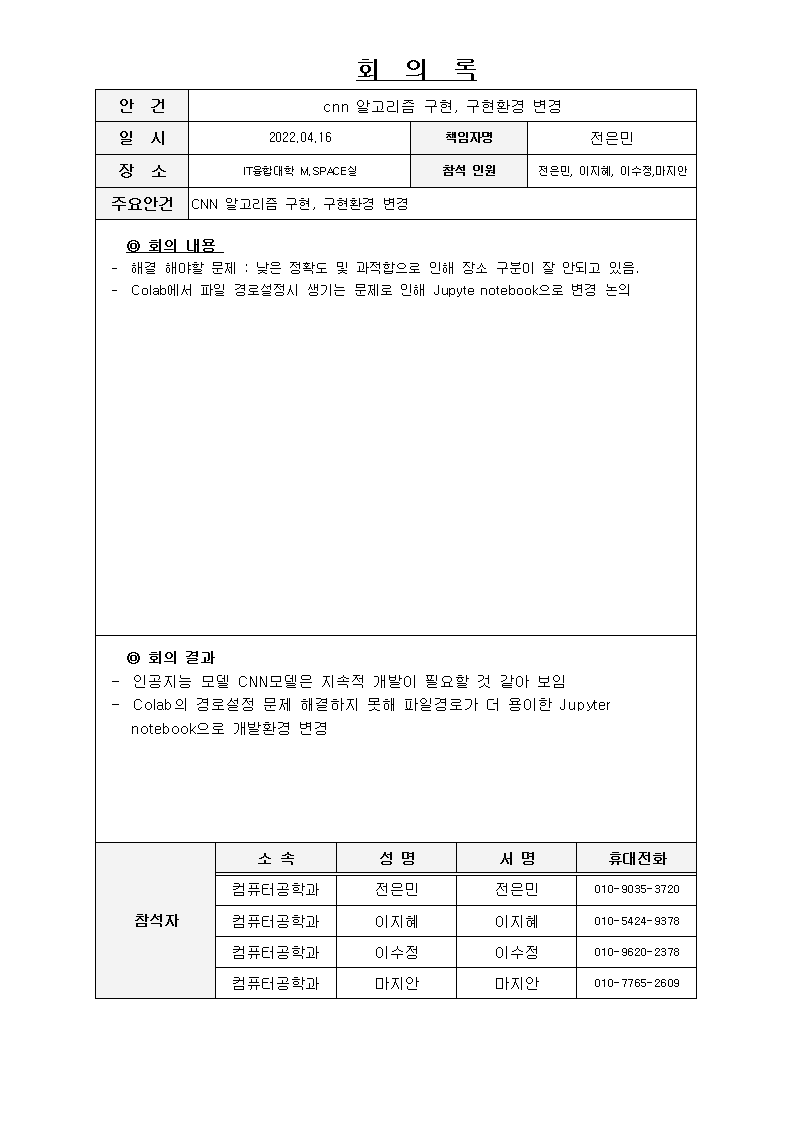 회 의 록
안 건 cnn 알고리즘 구현, 구현환경 변경
일 시 2022.04.16 책임자명 전은민
장 소 IT융합대학 M.SPACE실 참석 인원 전은민, 이지혜, 이수정,마지안
주요안건 CNN 알고리즘 구현, 구현환경 변경
◎ 회의 내용
- 해결 해야할 문제 : 낮은 정확도 및 과적합으로 인해 장소 구분이 잘 안되고 있음.
- Colab에서 파일 경로설정시 생기는 문제로 인해 Jupyte notebook으로 변경 논의
◎ 회의 결과
- 인공지능 모델 CNN모델은 지속적 개발이 필요할 것 같아 보임
- Colab의 경로설정 문제 해결하지 못해 파일경로가 더 용이한 Jupyter
notebook으로 개발환경 변경
소 속 성 명 서 명 휴대전화
참석자
컴퓨터공학과 전은민 전은민 010-9035-3720
컴퓨터공학과 이지혜 이지혜 010-5424-9378
컴퓨터공학과 이수정 이수정 010-9620-2378
컴퓨터공학과 마지안 마지안 010-7765-2609